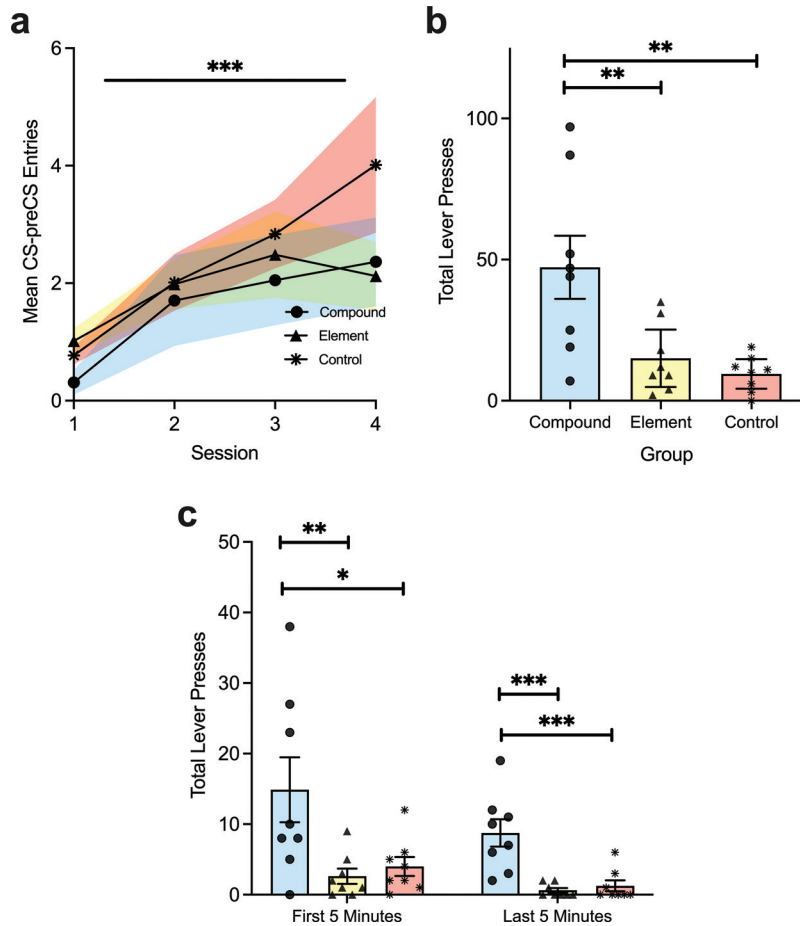 a
6
4
2
0
Mean CS-preCS Entries
***
Compound
Element
Control
1 2 3 4
Session
b
100
50
0
Total Lever Presses
**
**
Compound Element Control
Group
c
50
40
30
20
10
0
Total Lever Presses
**
*
***
***
First 5 Minutes Last 5 Minutes